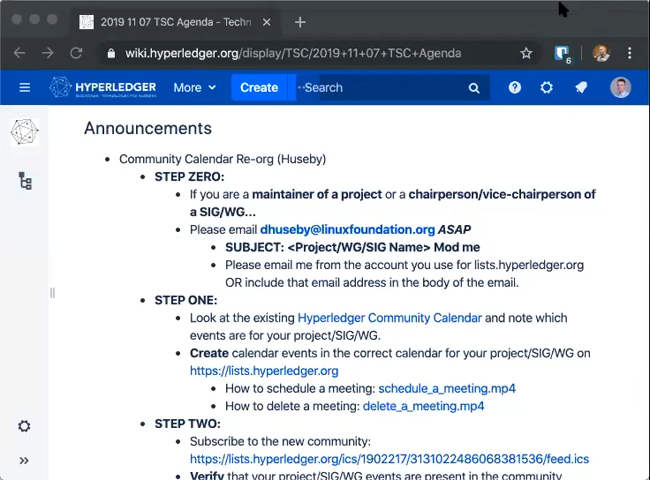 2019 11 07 TSC Agenda - Techn
wiki.hyperledger.org/display/TSC/2019+11+07+TSC+Agenda
6
HYPERLEDGER
More
Create
Search
Announcements
Community Calendar Re-org (Huseby)
STEP ZERO:
If you are a maintainer of a project or a chairperson/vice-chairperson of
a SIG/WG...
Please email dhuseby@linuxfoundation.org ASAP
SUBJECT: <Project/WG/SIG Name> Mod me
Please email me from the account you use for lists.hyperledger.org
OR include that email address in the body of the email.
STEP ONE:
Look at the existing Hyperledger Community Calendar and note which
events are for your project/SIG/WG.
Create calendar events in the correct calendar for your project/SIG/WG on
https://lists.hyperledger.org
How to schedule a meeting: schedule_a_meeting.mp4
How to delete a meeting: delete_a_meeting.mp4
STEP TWO:
Subscribe to the new community:
https://lists.hyperledger.org/ics/1902217/3131022486068381536/feed.ics
Verify that your project/SIG/WG events are present in the community